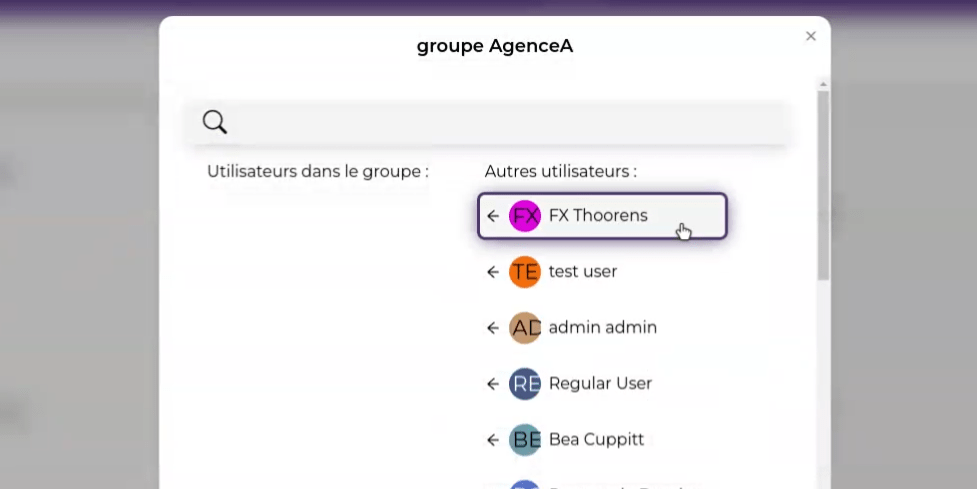 groupe AgenceA
Utilisateurs dans le groupe :
Autres utilisateurs :
FX FX Thoorens
TE test user
AD admin admin
RE Regular User
BE Bea Cuppitt